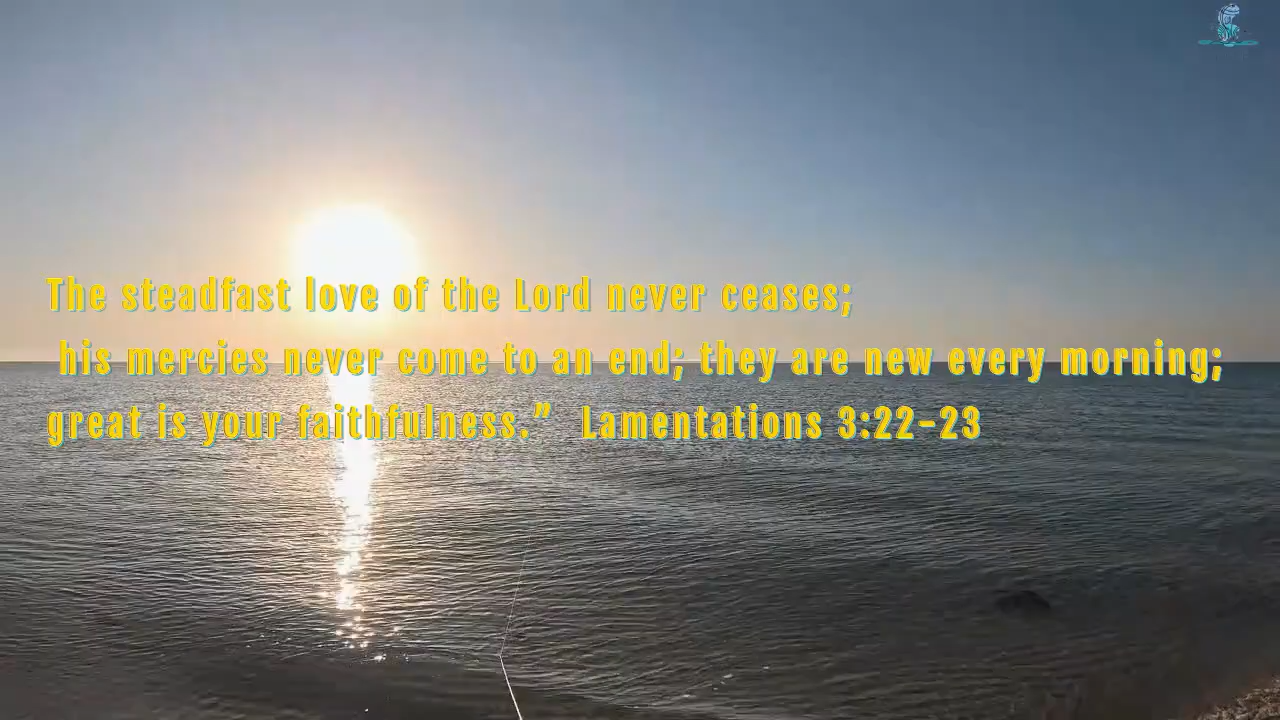 The steadfast love of the Lord never ceases;
his mercies never come to an end; they are new every morning;
great is your faithfulness.” Lamentations 3:22-23